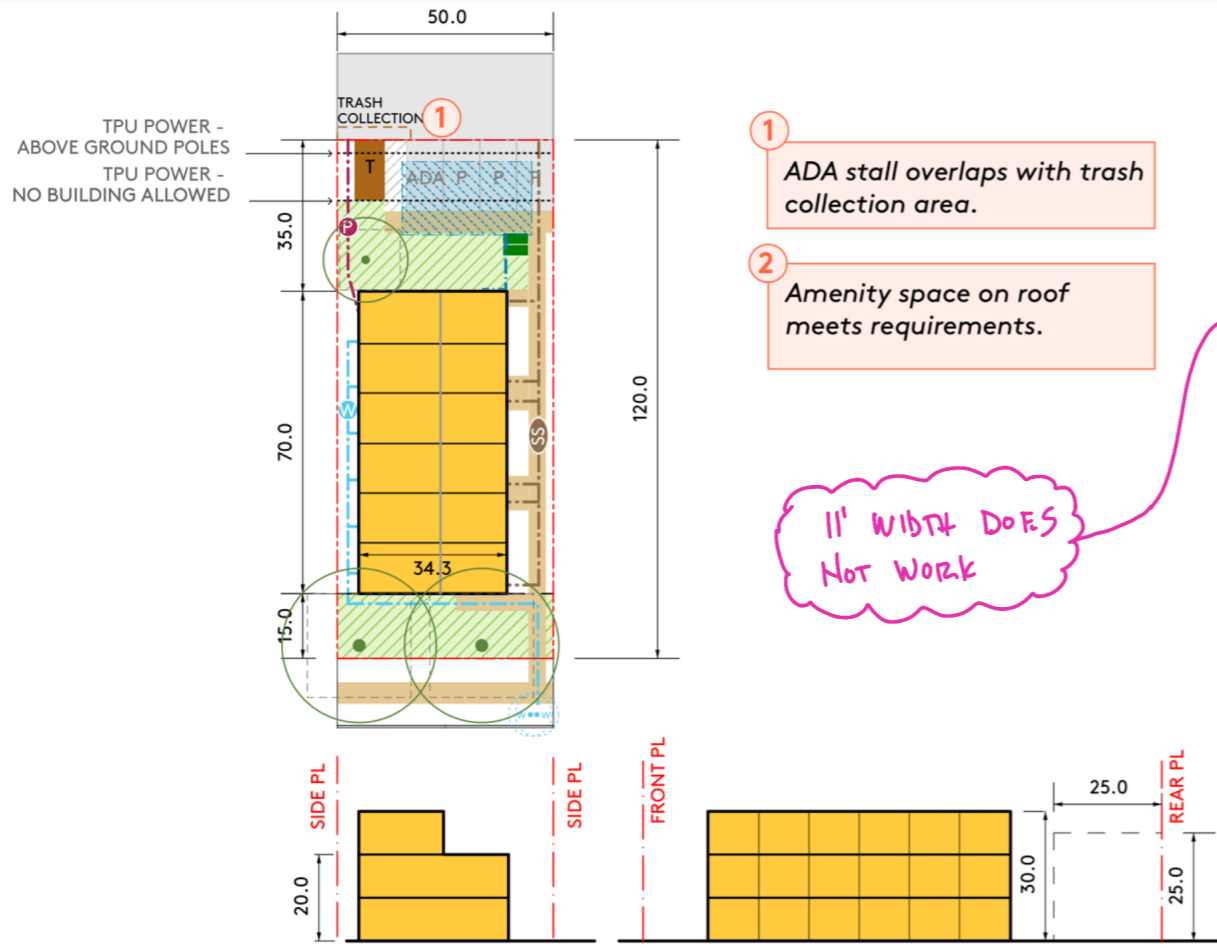 50.0
TRASH
COLLECTION
1
TPU POWER -
ABOVE GROUND POLES
TPU POWER -
NO BUILDING ALLOWED
T
ADA P P P
P
35.0
W
SS
70.0
120.0
34.3
15.0
W W
1
ADA stall overlaps with trash
collection area.
2
Amenity space on roof
meets requirements.
11' WIDTH DOES
NOT WORK
SIDE PL
20.0
SIDE PL
FRONT PL
30.0
25.0
REAR PL
25.0